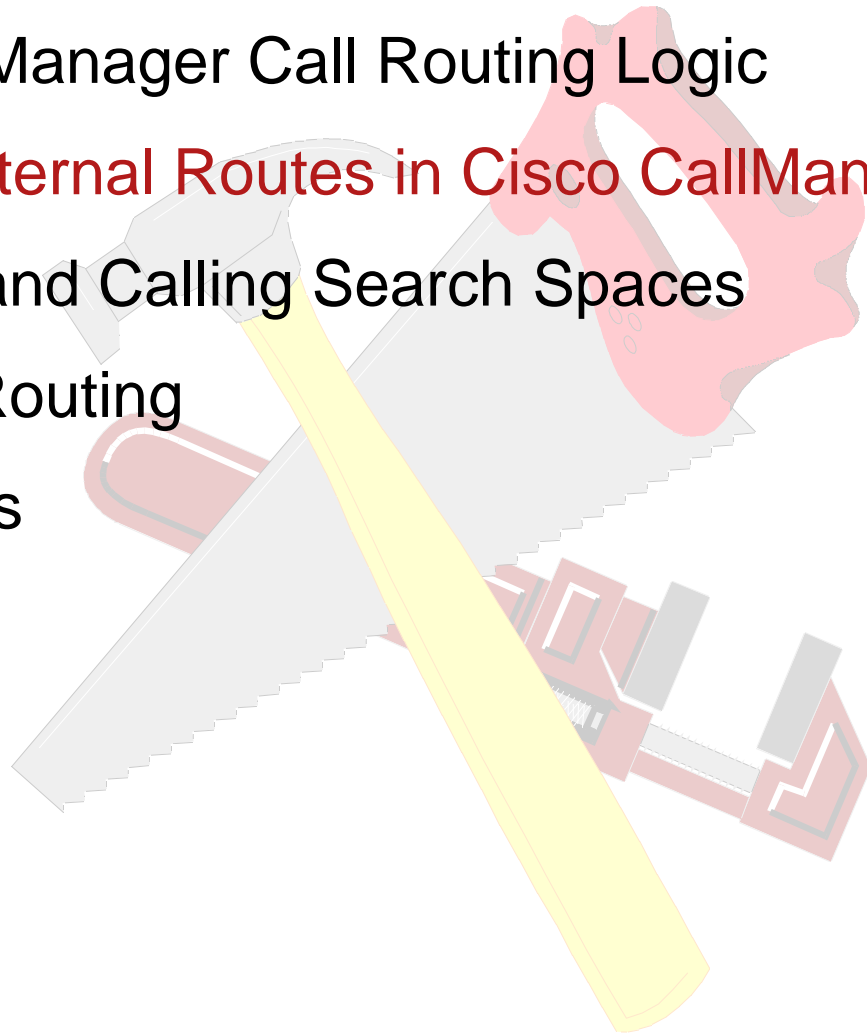 Manager Call Routing Logic
ternal Routes in Cisco CallMan
and Calling Search Spaces
Routing
s